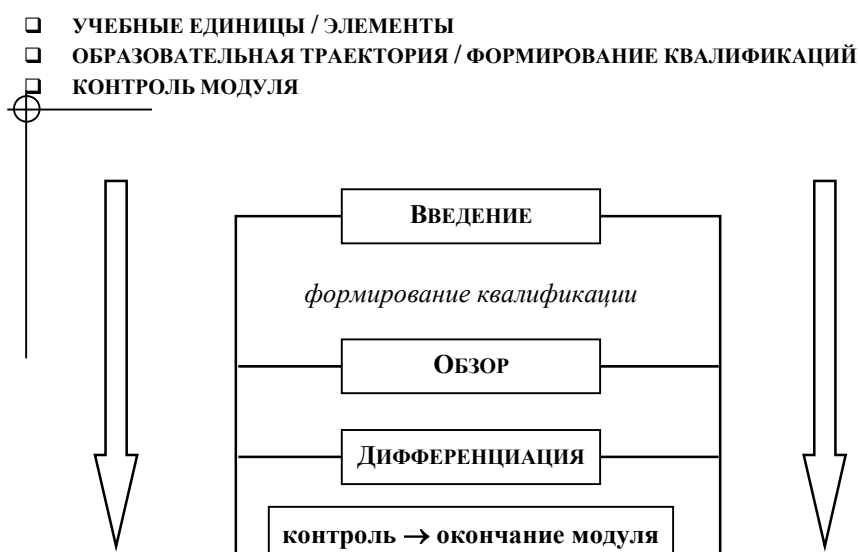 ❑ УЧЕБНЫЕ ЕДИНИЦЫ / ЭЛЕМЕНТЫ
❑ ОБРАЗОВАТЕЛЬНАЯ ТРАЕКТОРИЯ / ФОРМИРОВАНИЕ КВАЛИФИКАЦИЙ
❑ КОНТРОЛЬ МОДУЛЯ
ВВЕДЕНИЕ
формирование квалификации
ОБЗОР
ДИФФЕРЕНЦИАЦИЯ
контроль → окончание модуля